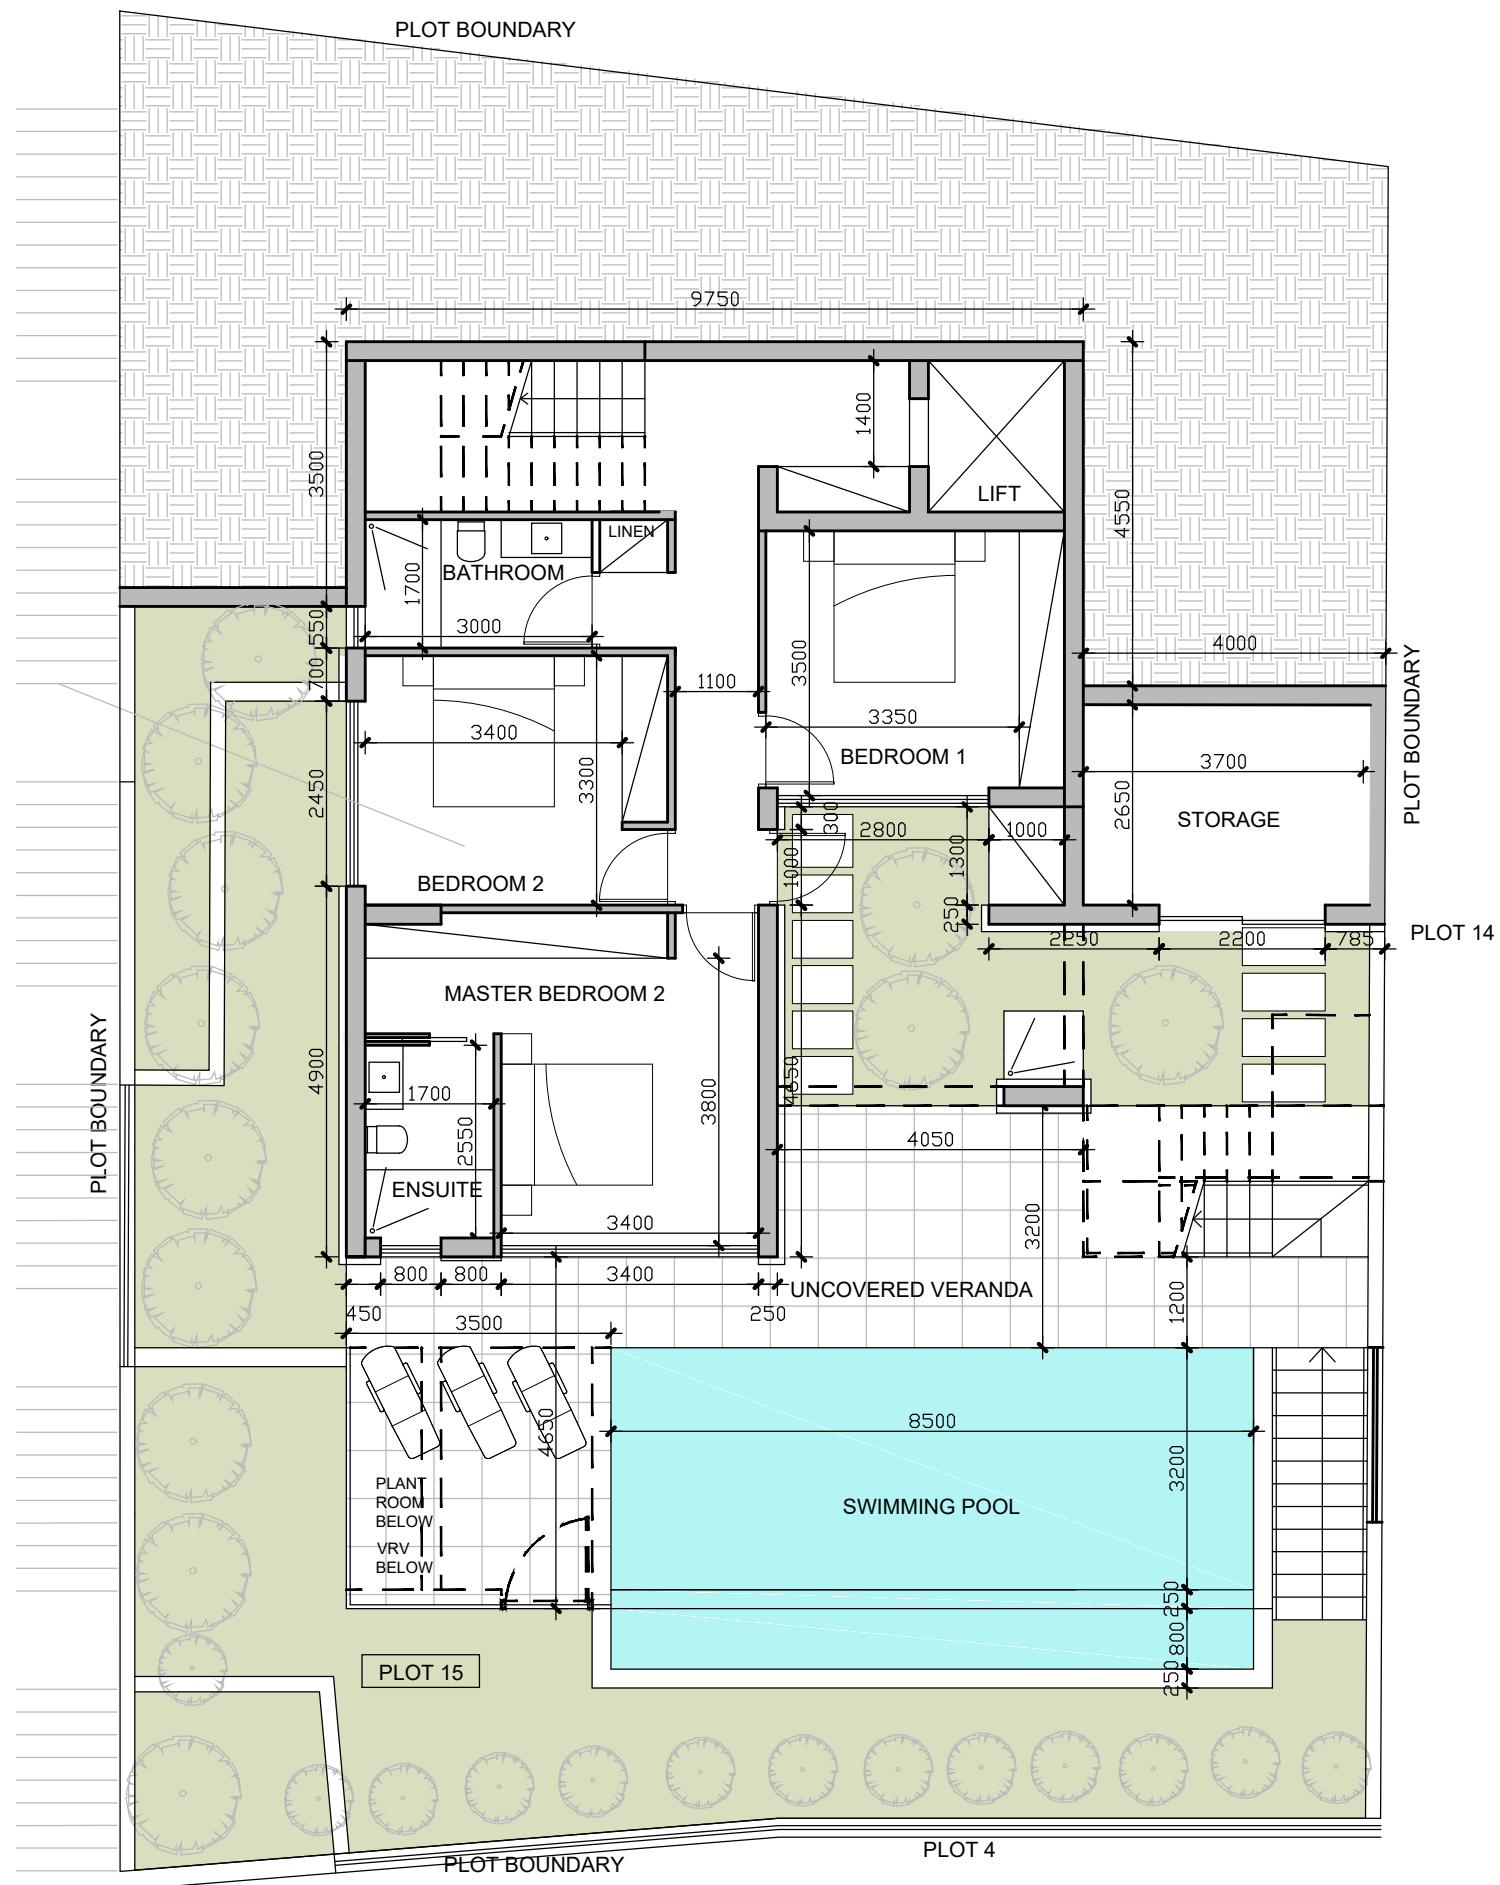 PLOT BOUNDARY
9750
3500
1400
4550
LIFT
LINEN
BATHROOM
1700
3000
550
700
3500
4000
1100
3350
3400
BEDROOM 1
3700
PLOT BOUNDARY
2450
3300
2650
STORAGE
300
2800
1000
1000
1300
BEDROOM 2
250
2250
2200
785
PLOT 14
MASTER BEDROOM 2
4900
PLOT BOUNDARY
1700
2550
3800
4650
4050
ENSUITE
3400
3200
800
800
3400
UNCOVERED VERANDA
1200
450
3500
250
8500
4650
3200
PLANT
ROOM
BELOW
VRV
BELOW
SWIMMING POOL
250
800
250
PLOT 15
PLOT 4
PLOT BOUNDARY